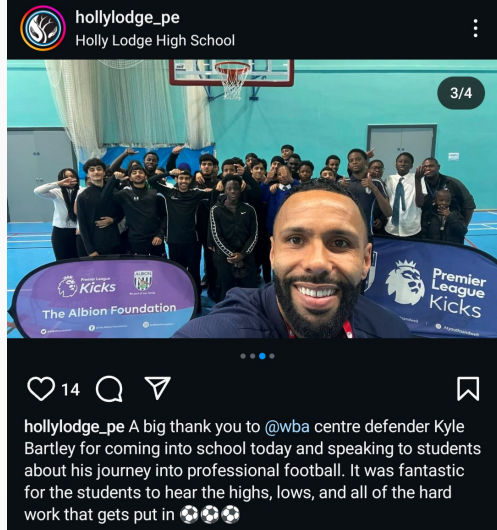 hollylodge_pe
Holly Lodge High School
3/4
Premier League
Kicks
ALBION
The Albion Foundation
Premier
League
Kicks
14
hollylodge_pe A big thank you to @wba centre defender Kyle
Bartley for coming into school today and speaking to students
about his journey into professional football. It was fantastic
for the students to hear the highs, lows, and all of the hard
work that gets put in ⚽⚽⚽